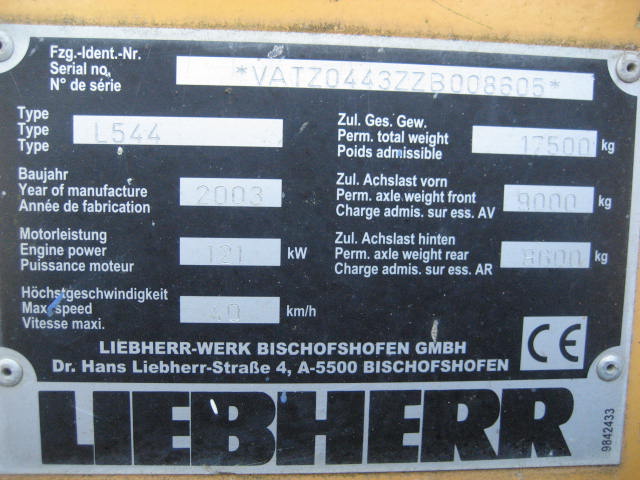 Fzg.-Ident.-Nr.
Serial no.
N° de série
*VATZ0443ZZB008605*
Type
Type
Type
L544
Zul. Ges. Gew.
Perm. total weight
Poids admissible
17500 kg
Baujahr
Year of manufacture
Année de fabrication
2003
Zul. Achslast vorn
Perm. axle weight front
Charge admis. sur ess. AV
9000 kg
Motorleistung
Engine power
Puissance moteur
121 kW
Zul. Achslast hinten
Perm. axle weight rear
Charge admis. sur ess. AR
8600 kg
Höchstgeschwindigkeit
Max. speed
Vitesse maxi.
40 km/h
CE
LIEBHERR-WERK BISCHOFSHOFEN GMBH
Dr. Hans Liebherr-Straße 4, A-5500 BISCHOFSHOFEN
LIEBHERR
9842433